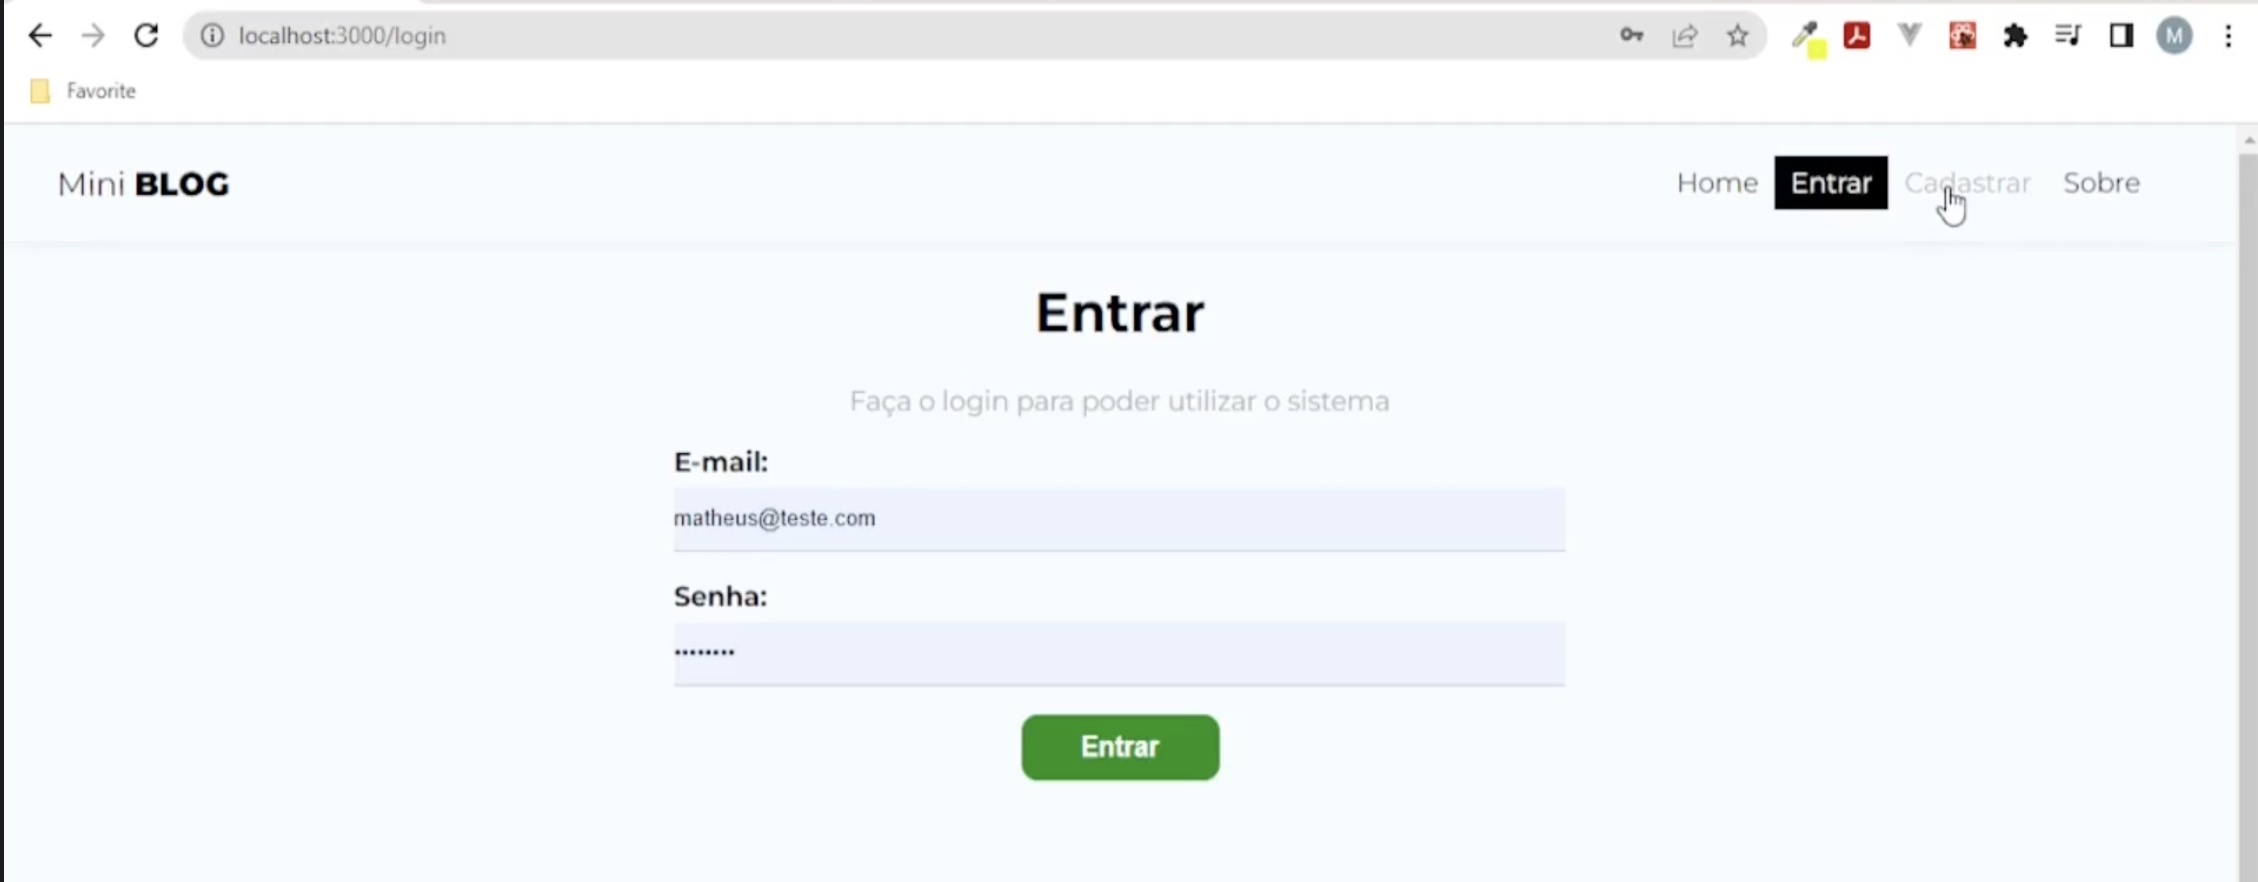 localhost:3000/login
M
Favorite
Mini BLOG
Home Entrar Cadastrar Sobre
Entrar
Faça o login para poder utilizar o sistema
E-mail:
matheus@teste.com
Senha:
••••••••
Entrar